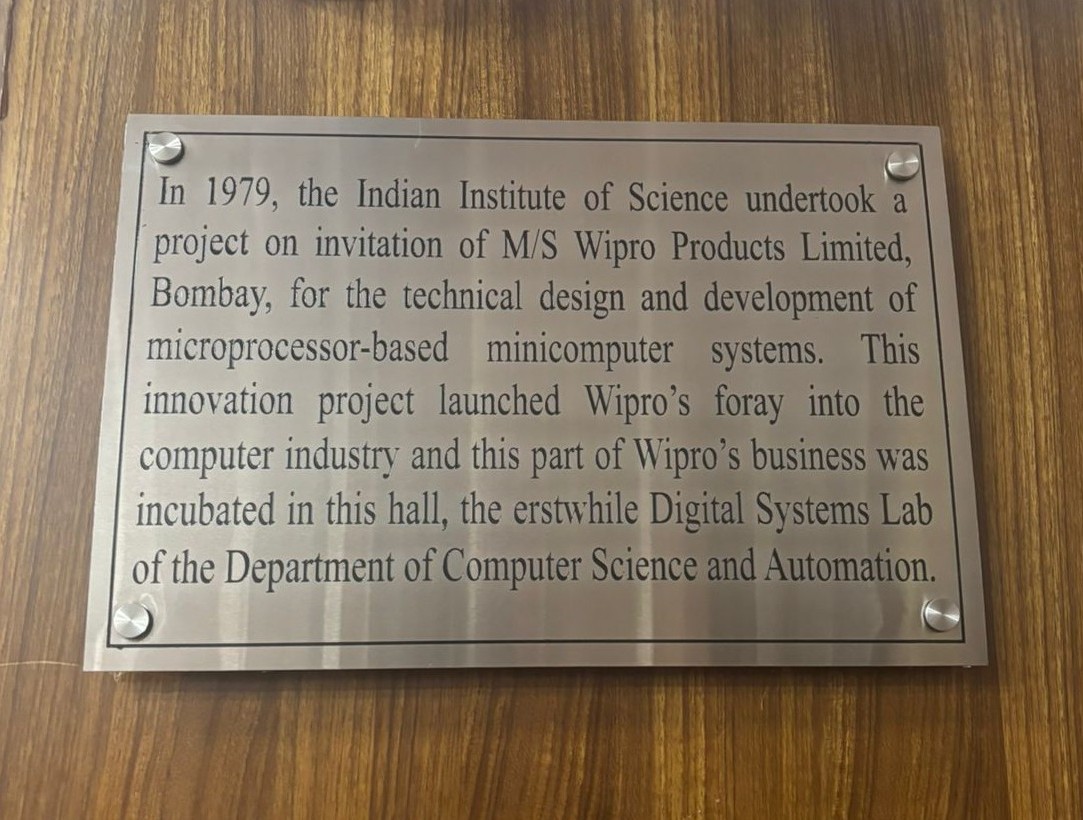 In 1979, the Indian Institute of Science undertook a
project on invitation of M/S Wipro Products Limited,
Bombay, for the technical design and development of
microprocessor-based minicomputer systems. This
innovation project launched Wipro's foray into the
computer industry and this part of Wipro's business was
incubated in this hall, the erstwhile Digital Systems Lab
of the Department of Computer Science and Automation.